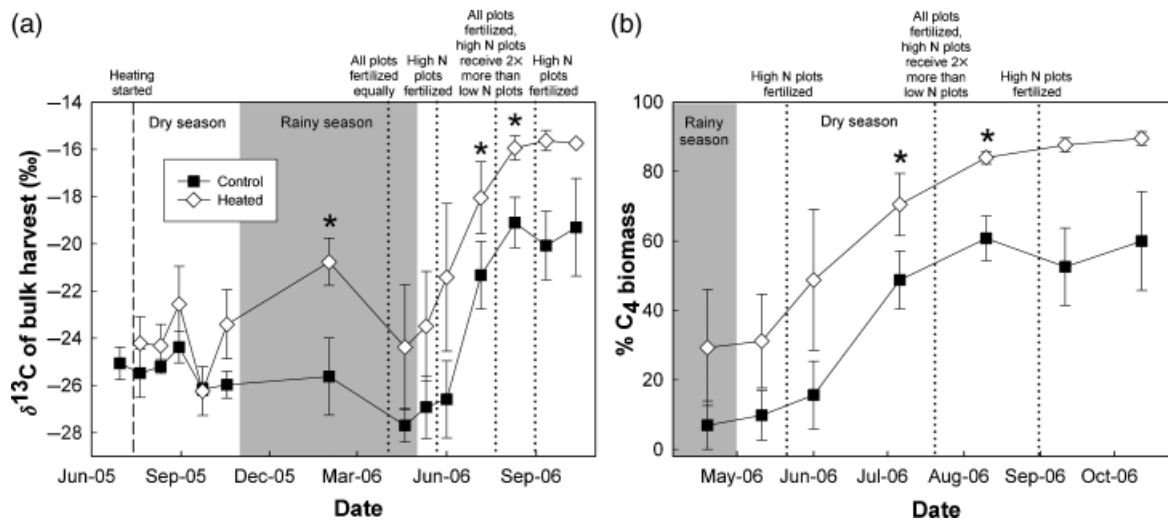 (a)
Heating
started
All plots
fertilized
equally
High N
plots
fertilized
All plots
fertilized,
high N plots
receive 2×
more than
low N plots
High N
plots
fertilized
−14
−16
−18
−20
−22
−24
−26
−28
δ13C of bulk harvest (‰)
Dry season
Rainy season
Control
Heated
*
*
*
Jun-05
Sep-05
Dec-05
Mar-06
Jun-06
Sep-06
Date
(b)
High N plots
fertilized
All plots
fertilized,
high N plots
receive 2×
more than
low N plots
High N plots
fertilized
100
80
60
40
20
0
% C4 biomass
Rainy
season
Dry season
*
*
May-06
Jun-06
Jul-06
Aug-06
Sep-06
Oct-06
Date